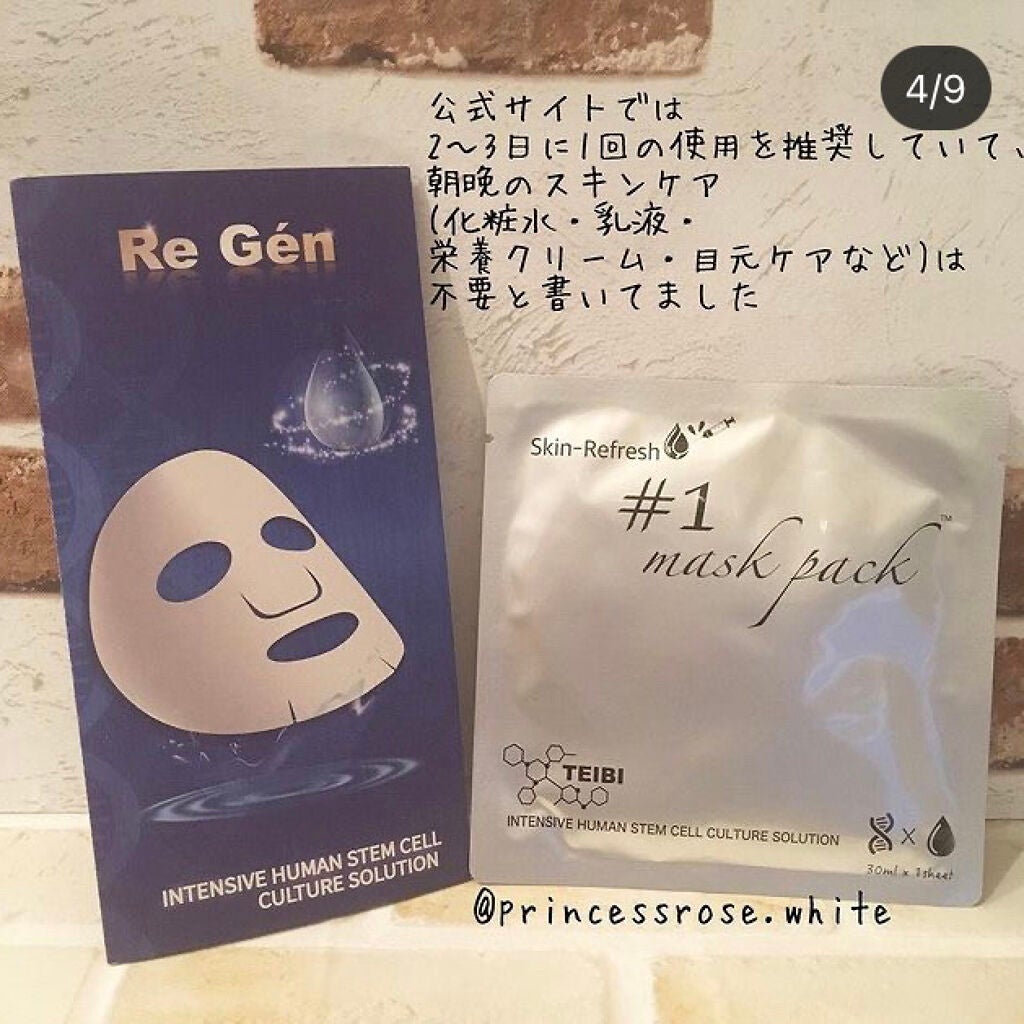 4/9
公式サイトでは
2〜3日に1回の使用を推奨していて、
朝晩のスキンケア
(化粧水・乳液・
栄養クリーム・目元ケアなど)は
不要と書いてました
Re Gén
INTENSIVE HUMAN STEM CELL
CULTURE SOLUTION
Skin-Refresh
#1
mask pack™
TEIBI
INTENSIVE HUMAN STEM CELL CULTURE SOLUTION
X
30ml x 1sheet
@princessrose.white